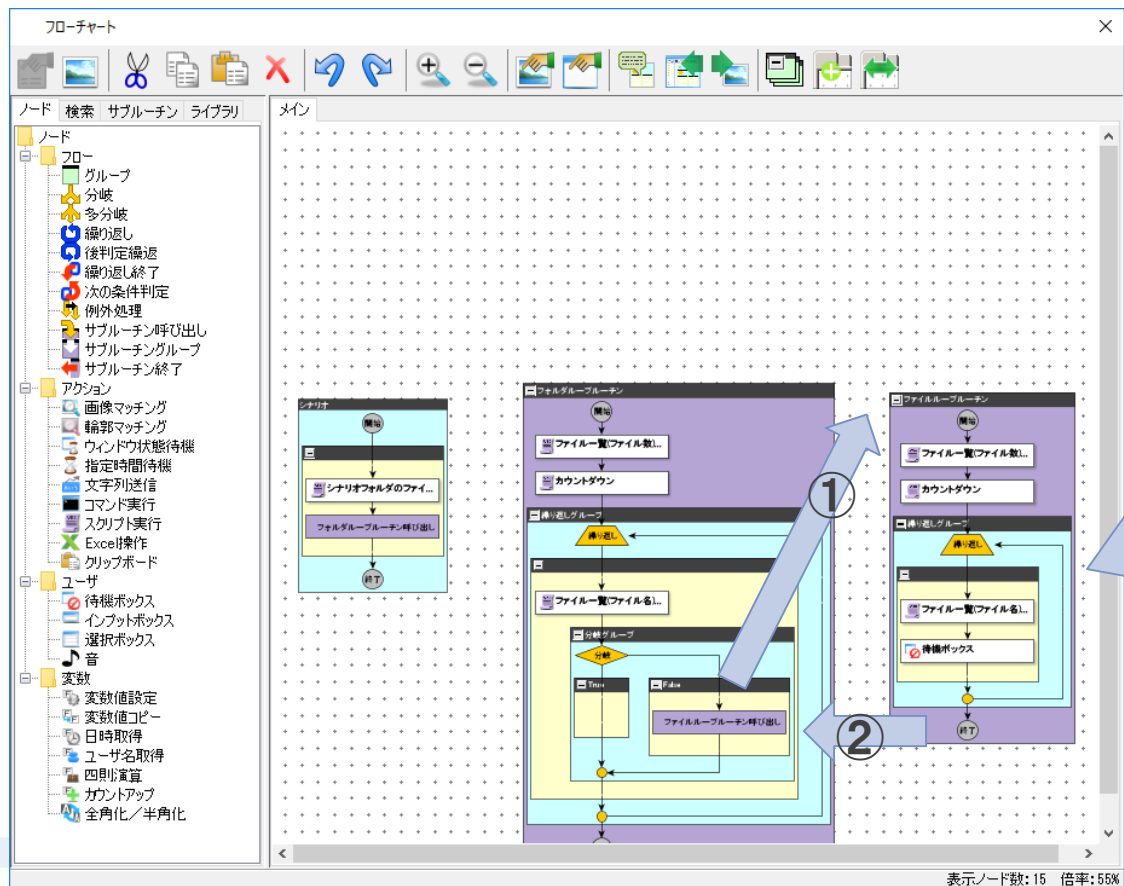 フローチャート
ノード 検索 サブルーチン ライブラリ
メイン
ノード
フロー
グループ
分岐
多分岐
繰り返し
後判定繰返
繰り返し終了
次の条件判定
例外処理
サブルーチン呼び出し
サブルーチングループ
サブルーチン終了
アクション
画像マッチング
輪郭マッチング
ウィンドウ状態待機
指定時間待機
文字列送信
コマンド実行
スクリプト実行
Excel操作
クリップボード
ユーザ
待機ボックス
インプットボックス
選択ボックス
音
変数
変数値設定
変数値コピー
日時取得
ユーザ名取得
四則演算
カウントアップ
全角化／半角化
シナリオ
開始
シナリオフォルダのファイ...
フォルダループルーチン呼び出し
終了
フォルダループルーチン
開始
ファイル一覧(ファイル数)...
カウントダウン
繰り返しグループ
繰り返し
ファイル一覧(ファイル名)...
分岐グループ
分岐
True
False
ファイルループルーチン呼び出し
①
②
ファイルループルーチン
開始
ファイル一覧(ファイル数)...
カウントダウン
繰り返しグループ
繰り返し
ファイル一覧(ファイル名)...
待機ボックス
終了
表示ノード数：15 倍率：55%